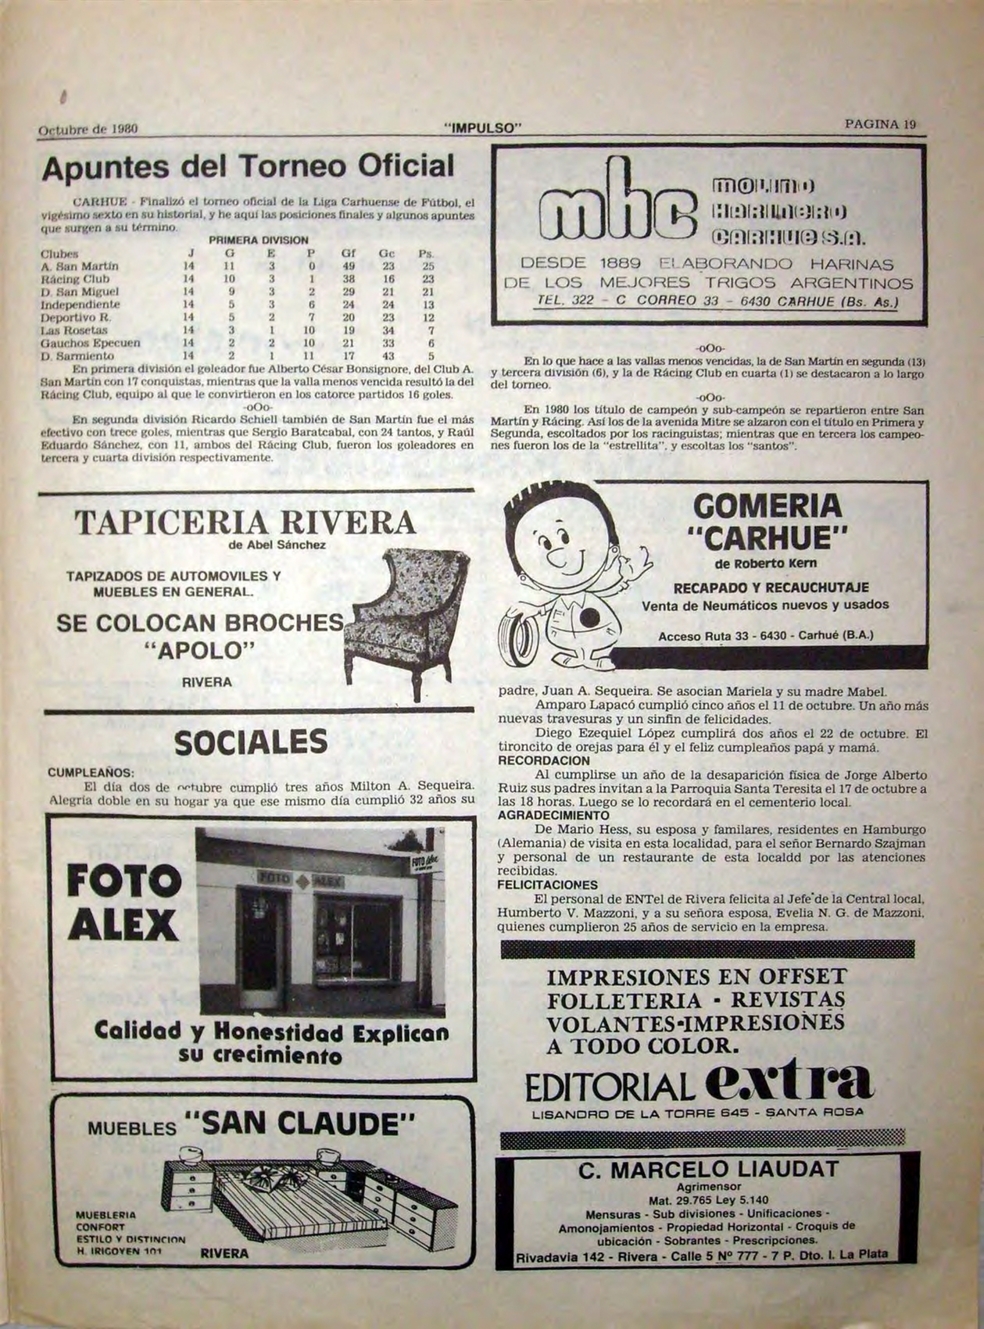 Octubre de 1980
"IMPULSO"
PAGINA 19
Apuntes del Torneo Oficial
CARHUE - Finalizó el torneo oficial de la Liga Carhuense de Fútbol, el
vigésimo sexto en su historial, y he aquí las posiciones finales y algunos apuntes
que surgen a su término.
PRIMERA DIVISION
Clubes J G E P Gf Gc Ps
A. San Martín 14 11 3 0 49 23 25
Rácing Club 14 10 3 1 38 16 23
D. San Miguel 14 9 3 2 29 21 21
Independiente 14 5 3 6 24 24 13
Deportivo R. 14 5 2 7 20 23 12
Las Rosetas 14 3 1 10 19 34 7
Gauchos Epecuen 14 2 2 10 21 33 6
D. Sarmiento 14 2 1 11 17 43 5
En primera división el goleador fue Alberto César Bonsignore, del Club A.
San Martín con 17 conquistas, mientras que la valla menos vencida resultó la del
Rácing Club, equipo al que le convirtieron en los catorce partidos 16 goles.
-oOo-
En segunda división Ricardo Schiell también de San Martín fue el más
efectivo con trece goles, mientras que Sergio Baratcabal, con 24 tantos, y Raúl
Eduardo Sánchez, con 11, ambos del Rácing Club, fueron los goleadores en
tercera y cuarta división respectivamente.
mhc
MOLINO
HARINERO
CARHUE S.A.
DESDE 1889 ELABORANDO HARINAS
DE LOS MEJORES TRIGOS ARGENTINOS
TEL. 322 - C CORREO 33 - 6430 CARHUE (Bs. As.)
-oOo-
En lo que hace a las vallas menos vencidas, la de San Martín en segunda (13)
y tercera división (6), y la de Rácing Club en cuarta (1) se destacaron a lo largo
del torneo.
-oOo-
En 1980 los título de campeón y sub-campeón se repartieron entre San
Martín y Rácing. Así los de la avenida Mitre se alzaron con el título en Primera y
Segunda, escoltados por los racinguistas; mientras que en tercera los campeo-
nes fueron los de la "estrellita", y escoltas los "santos".
TAPICERIA RIVERA
de Abel Sánchez
TAPIZADOS DE AUTOMOVILES Y
MUEBLES EN GENERAL.
SE COLOCAN BROCHES
"APOLO"
RIVERA
GOMERIA
"CARHUE"
de Roberto Kern
RECAPADO Y RECAUCHUTAJE
Venta de Neumáticos nuevos y usados
Acceso Ruta 33 - 6430 - Carhué (B.A.)
SOCIALES
CUMPLEAÑOS:
El día dos de octubre cumplió tres años Milton A. Sequeira.
Alegría doble en su hogar ya que ese mismo día cumplió 32 años su
padre, Juan A. Sequeira. Se asocian Mariela y su madre Mabel.
Amparo Lapacó cumplió cinco años el 11 de octubre. Un año más
nuevas travesuras y un sinfín de felicidades.
Diego Ezequiel López cumplirá dos años el 22 de octubre. El
tironcito de orejas para él y el feliz cumpleaños papá y mamá.
RECORDACION
Al cumplirse un año de la desaparición física de Jorge Alberto
Ruiz sus padres invitan a la Parroquia Santa Teresita el 17 de octubre a
las 18 horas. Luego se lo recordará en el cementerio local.
AGRADECIMIENTO
De Mario Hess, su esposa y familares, residentes en Hamburgo
(Alemania) de visita en esta localidad, para el señor Bernardo Szajman
y personal de un restaurante de esta localdd por las atenciones
recibidas.
FELICITACIONES
El personal de ENTel de Rivera felicita al Jefe de la Central local,
Humberto V. Mazzoni, y a su señora esposa, Evelia N. G. de Mazzoni,
quienes cumplieron 25 años de servicio en la empresa.
FOTO
ALEX
FOTO ALEX
FOTO
Calidad y Honestidad Explican
su crecimiento
IMPRESIONES EN OFFSET
FOLLETERIA - REVISTAS
VOLANTES-IMPRESIONES
A TODO COLOR.
EDITORIAL extra
LISANDRO DE LA TORRE 645 - SANTA ROSA
MUEBLES "SAN CLAUDE"
MUEBLERIA
CONFORT
ESTILO Y DISTINCION
H. IRIGOYEN 101
RIVERA
C. MARCELO LIAUDAT
Agrimensor
Mat. 29.765 Ley 5.140
Mensuras - Sub divisiones - Unificaciones -
Amonojamientos - Propiedad Horizontal - Croquis de
ubicación - Sobrantes - Prescripciones.
Rivadavia 142 - Rivera - Calle 5 Nº 777 - 7 P. Dto. I. La Plata